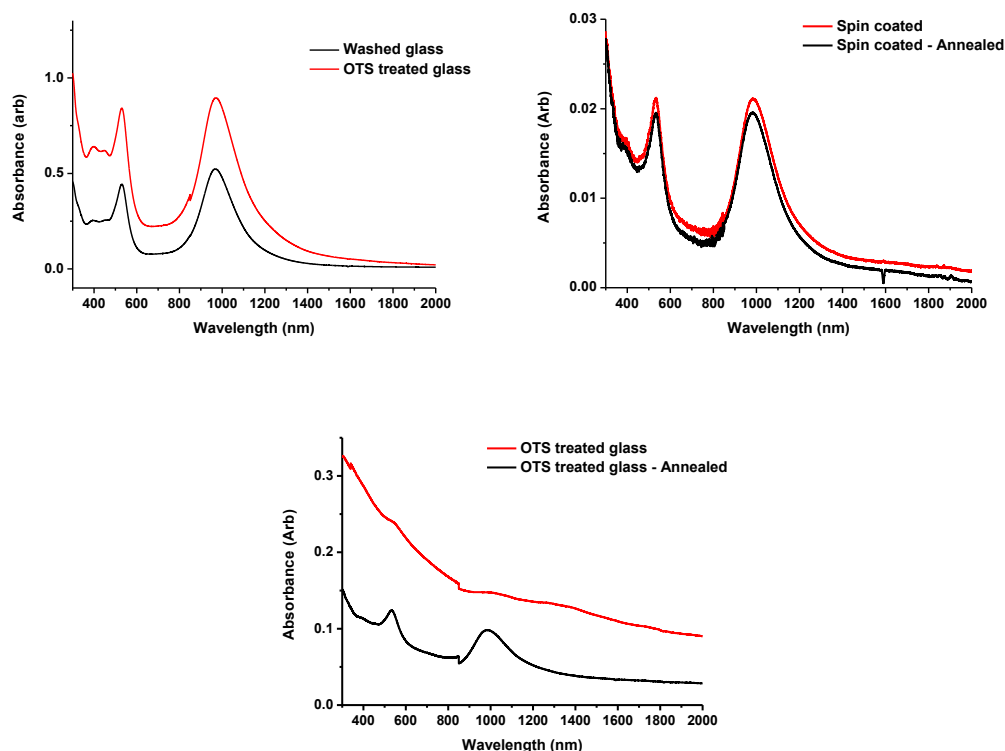 Washed glass
OTS treated glass
1.0
0.5
0.0
Absorbance (arb)
400 600 800 1000 1200 1400 1600 1800 2000
Wavelength (nm)
Spin coated
Spin coated - Annealed
0.03
0.02
0.01
0.00
Absorbance (Arb)
400 600 800 1000 1200 1400 1600 1800 2000
Wavelength (nm)
OTS treated glass
OTS treated glass - Annealed
0.3
0.2
0.1
0.0
Absorbance (Arb)
400 600 800 1000 1200 1400 1600 1800 2000
Wavelength (nm)